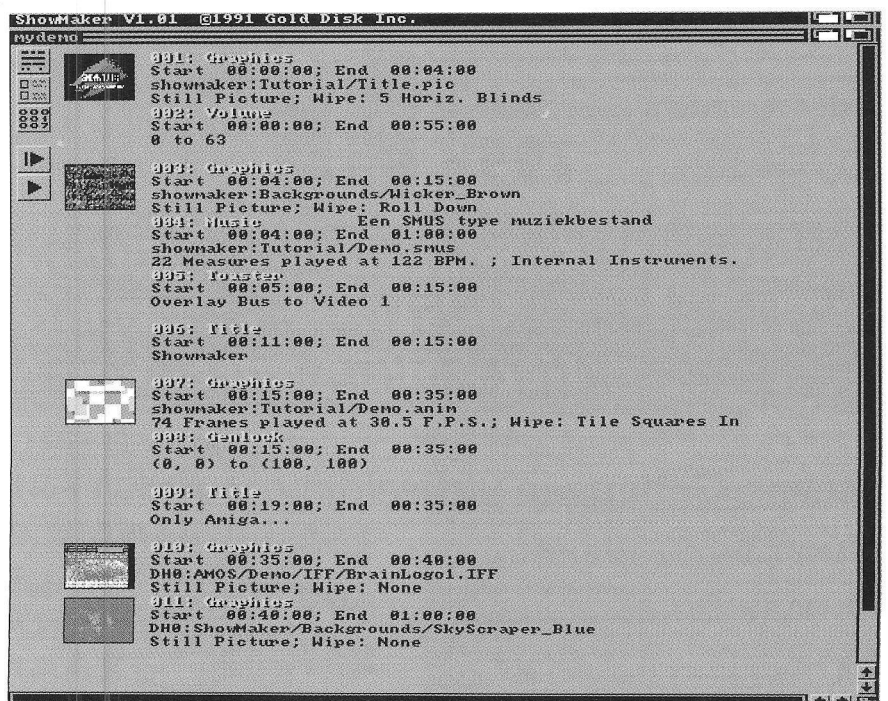 ShowMaker V1.01 ©1991 Gold Disk Inc.
mydemo
001: Graphics
Start 00:00:00; End 00:04:00
showmaker:Tutorial/Title.pic
Still Picture; Wipe: 5 Horiz. Blinds
002: Volume
Start 00:00:00; End 00:55:00
0 to 63
003: Graphics
Start 00:04:00; End 00:15:00
showmaker:Backgrounds/Wicker_Brown
Still Picture; Wipe: Roll Down
004: Music Een SMUS type muziekbestand
Start 00:04:00; End 01:00:00
showmaker:Tutorial/Demo.smus
22 Measures played at 122 BPM. ; Internal Instruments.
005: Toaster
Start 00:05:00; End 00:15:00
Overlay Bus to Video 1
006: Title
Start 00:11:00; End 00:15:00
Showmaker
007: Graphics
Start 00:15:00; End 00:35:00
showmaker:Tutorial/Demo.anim
74 Frames played at 30.5 F.P.S.; Wipe: Tile Squares In
008: Genlock
Start 00:15:00; End 00:35:00
(0, 0) to (100, 100)
009: Title
Start 00:19:00; End 00:35:00
Only Amiga...
010: Graphics
Start 00:35:00; End 00:40:00
DH0:AMOS/Demo/IFF/BrainLogo1.IFF
Still Picture; Wipe: None
011: Graphics
Start 00:40:00; End 01:00:00
DH0:ShowMaker/Backgrounds/SkyScraper_Blue
Still Picture; Wipe: None